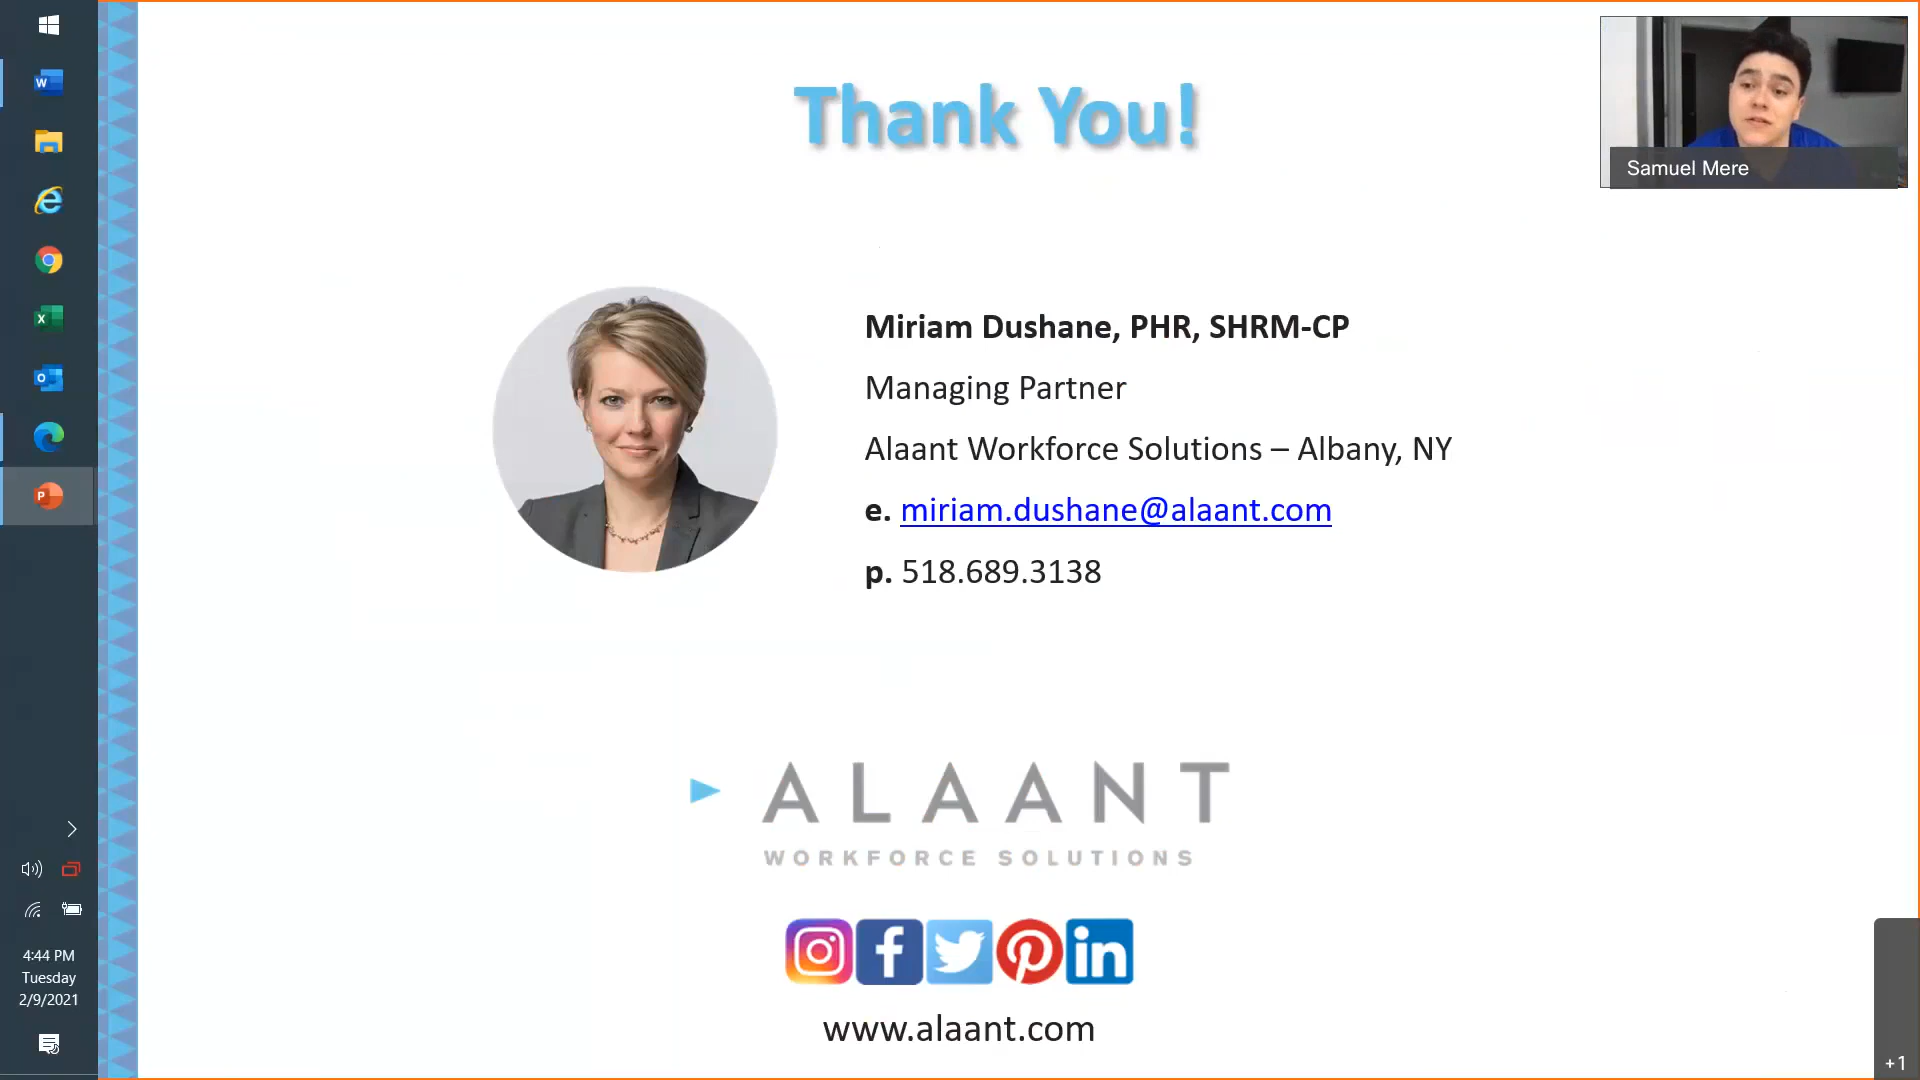 Thank You!
Samuel Mere
Miriam Dushane, PHR, SHRM-CP
Managing Partner
Alaant Workforce Solutions – Albany, NY
e. miriam.dushane@alaant.com
p. 518.689.3138
ALAANT
WORKFORCE SOLUTIONS
www.alaant.com
4:44 PM
Tuesday
2/9/2021
+1